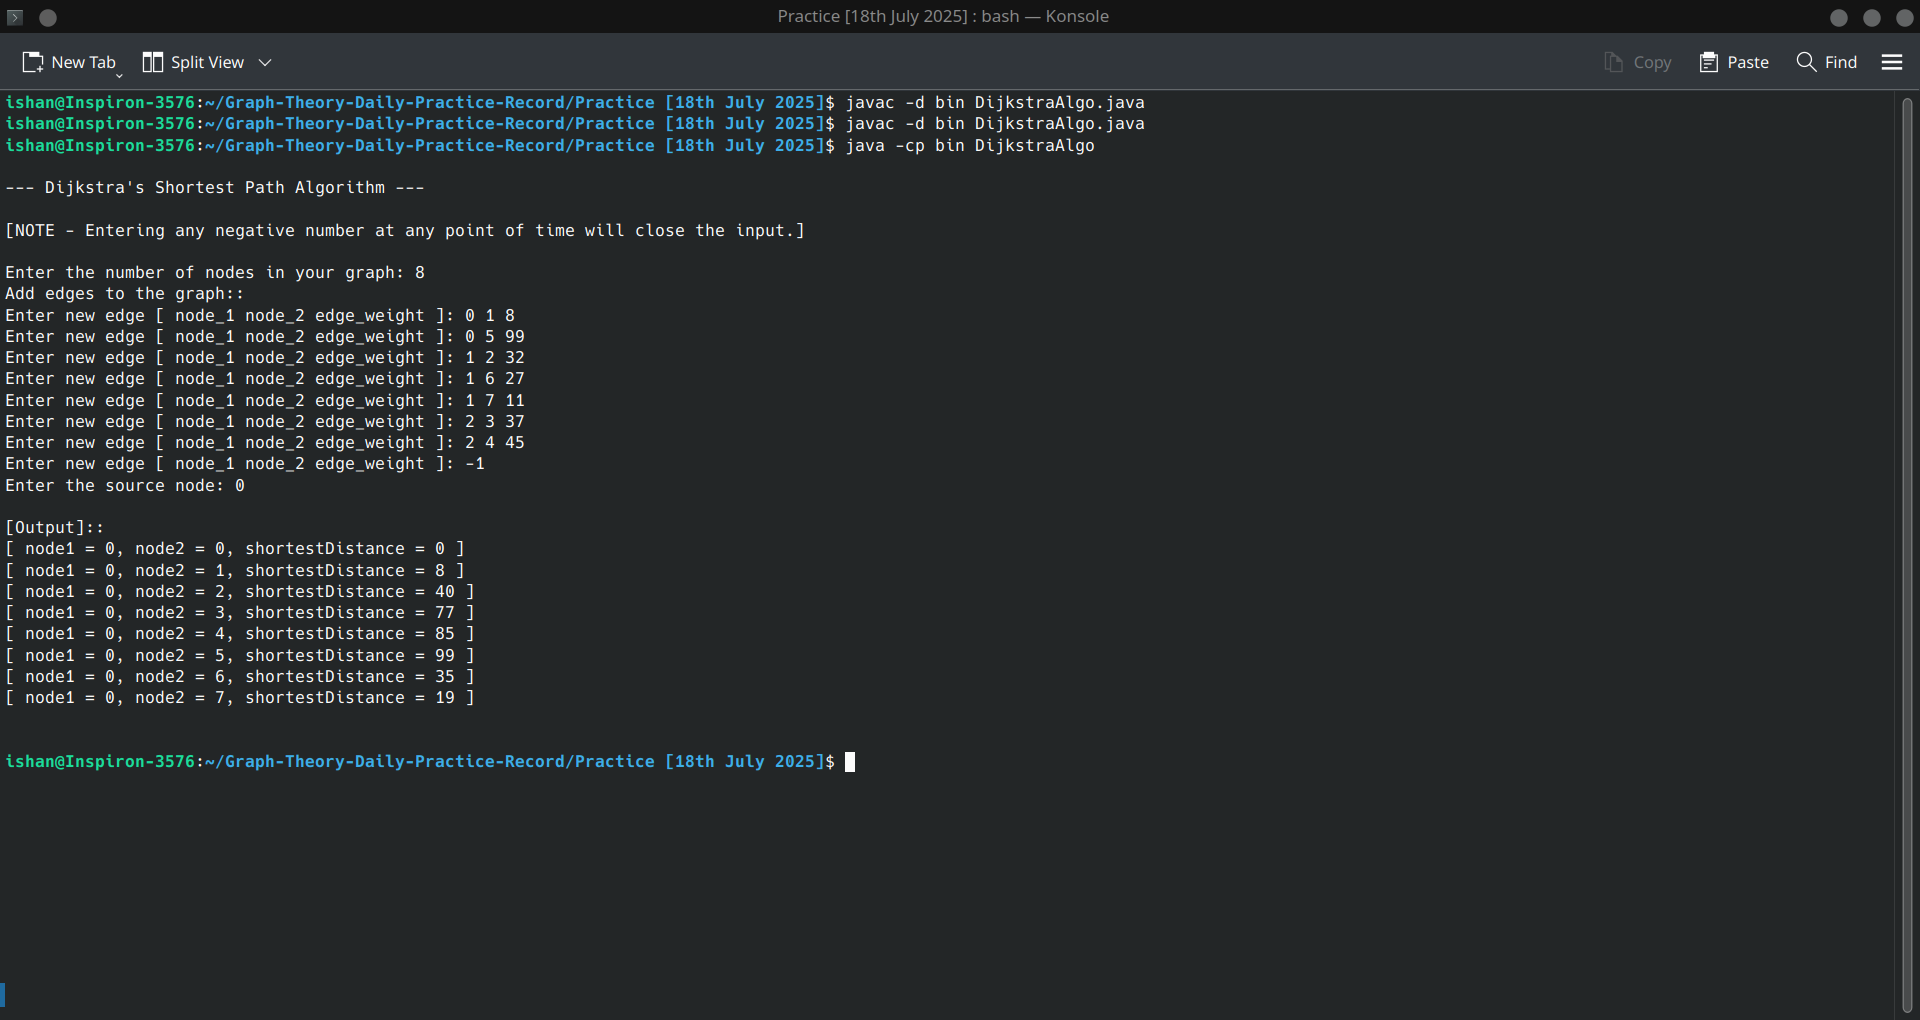 Practice [18th July 2025] : bash — Konsole
New Tab Split View Copy Paste Find
ishan@Inspiron-3576:~/Graph-Theory-Daily-Practice-Record/Practice [18th July 2025]$ javac -d bin DijkstraAlgo.java
ishan@Inspiron-3576:~/Graph-Theory-Daily-Practice-Record/Practice [18th July 2025]$ javac -d bin DijkstraAlgo.java
ishan@Inspiron-3576:~/Graph-Theory-Daily-Practice-Record/Practice [18th July 2025]$ java -cp bin DijkstraAlgo
--- Dijkstra's Shortest Path Algorithm ---
[NOTE - Entering any negative number at any point of time will close the input.]
Enter the number of nodes in your graph: 8
Add edges to the graph::
Enter new edge [ node_1 node_2 edge_weight ]: 0 1 8
Enter new edge [ node_1 node_2 edge_weight ]: 0 5 99
Enter new edge [ node_1 node_2 edge_weight ]: 1 2 32
Enter new edge [ node_1 node_2 edge_weight ]: 1 6 27
Enter new edge [ node_1 node_2 edge_weight ]: 1 7 11
Enter new edge [ node_1 node_2 edge_weight ]: 2 3 37
Enter new edge [ node_1 node_2 edge_weight ]: 2 4 45
Enter new edge [ node_1 node_2 edge_weight ]: -1
Enter the source node: 0
[Output]::
[ node1 = 0, node2 = 0, shortestDistance = 0 ]
[ node1 = 0, node2 = 1, shortestDistance = 8 ]
[ node1 = 0, node2 = 2, shortestDistance = 40 ]
[ node1 = 0, node2 = 3, shortestDistance = 77 ]
[ node1 = 0, node2 = 4, shortestDistance = 85 ]
[ node1 = 0, node2 = 5, shortestDistance = 99 ]
[ node1 = 0, node2 = 6, shortestDistance = 35 ]
[ node1 = 0, node2 = 7, shortestDistance = 19 ]
ishan@Inspiron-3576:~/Graph-Theory-Daily-Practice-Record/Practice [18th July 2025]$